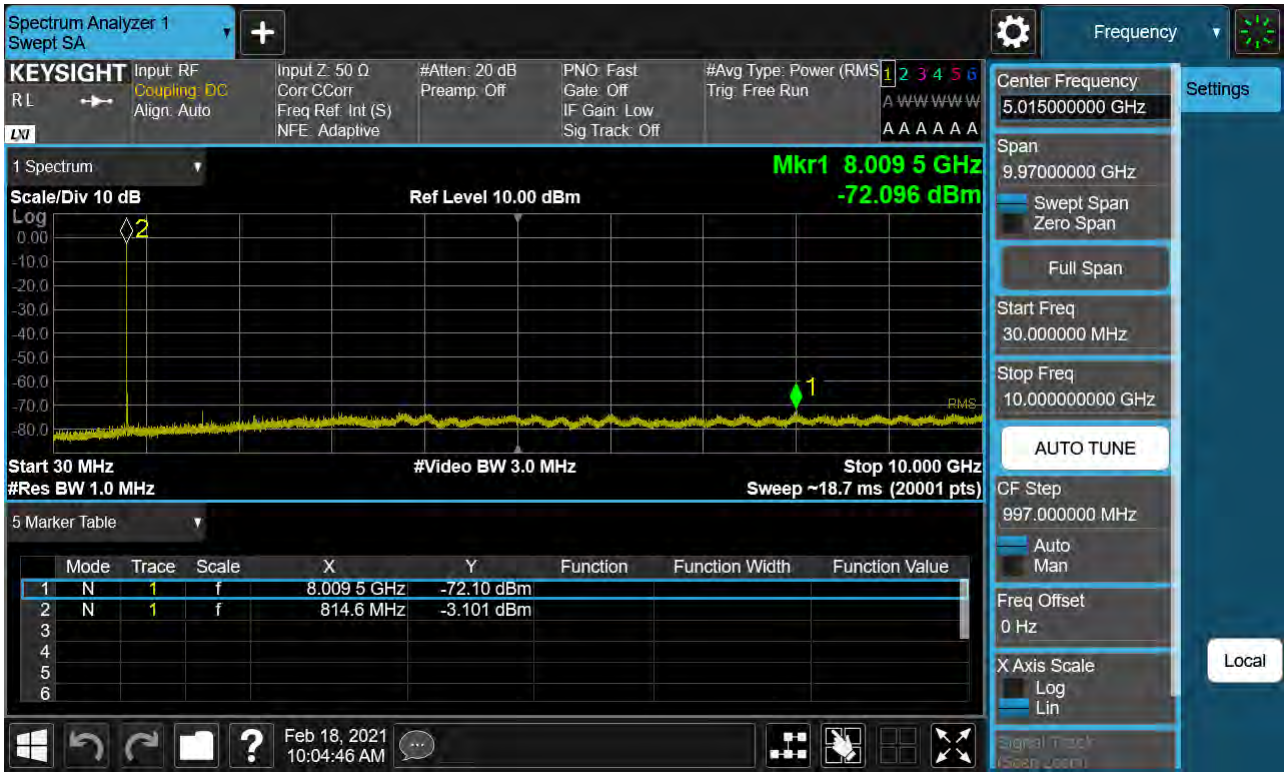 Spectrum Analyzer 1
Swept SA
+
Frequency
KEYSIGHT
RL
LXI
Input: RF
Coupling: DC
Align: Auto
Input Z: 50 Ω
Corr CCorr
Freq Ref: Int (S)
NFE: Adaptive
#Atten: 20 dB
Preamp: Off
PNO: Fast
Gate: Off
IF Gain: Low
Sig Track: Off
#Avg Type: Power (RMS
Trig: Free Run
1 2 3 4 5 6
A W W W W W
A A A A A A
1 Spectrum
Mkr1 8.009 5 GHz
Scale/Div 10 dB
Ref Level 10.00 dBm
-72.096 dBm
Log
0.00
-10.0
-20.0
-30.0
-40.0
-50.0
-60.0
-70.0
-80.0
2
1
RMS
Start 30 MHz
#Video BW 3.0 MHz
Stop 10.000 GHz
#Res BW 1.0 MHz
Sweep ~18.7 ms (20001 pts)
5 Marker Table
Mode Trace Scale X Y Function Function Width Function Value
1 N 1 f 8.009 5 GHz -72.10 dBm
2 N 1 f 814.6 MHz -3.101 dBm
3
4
5
6
Center Frequency
5.015000000 GHz
Span
9.97000000 GHz
Swept Span
Zero Span
Full Span
Start Freq
30.000000 MHz
Stop Freq
10.000000000 GHz
AUTO TUNE
CF Step
997.000000 MHz
Auto
Man
Freq Offset
0 Hz
X Axis Scale
Log
Lin
Signal Track
(Span Zoom)
Settings
Local
?
Feb 18, 2021
10:04:46 AM